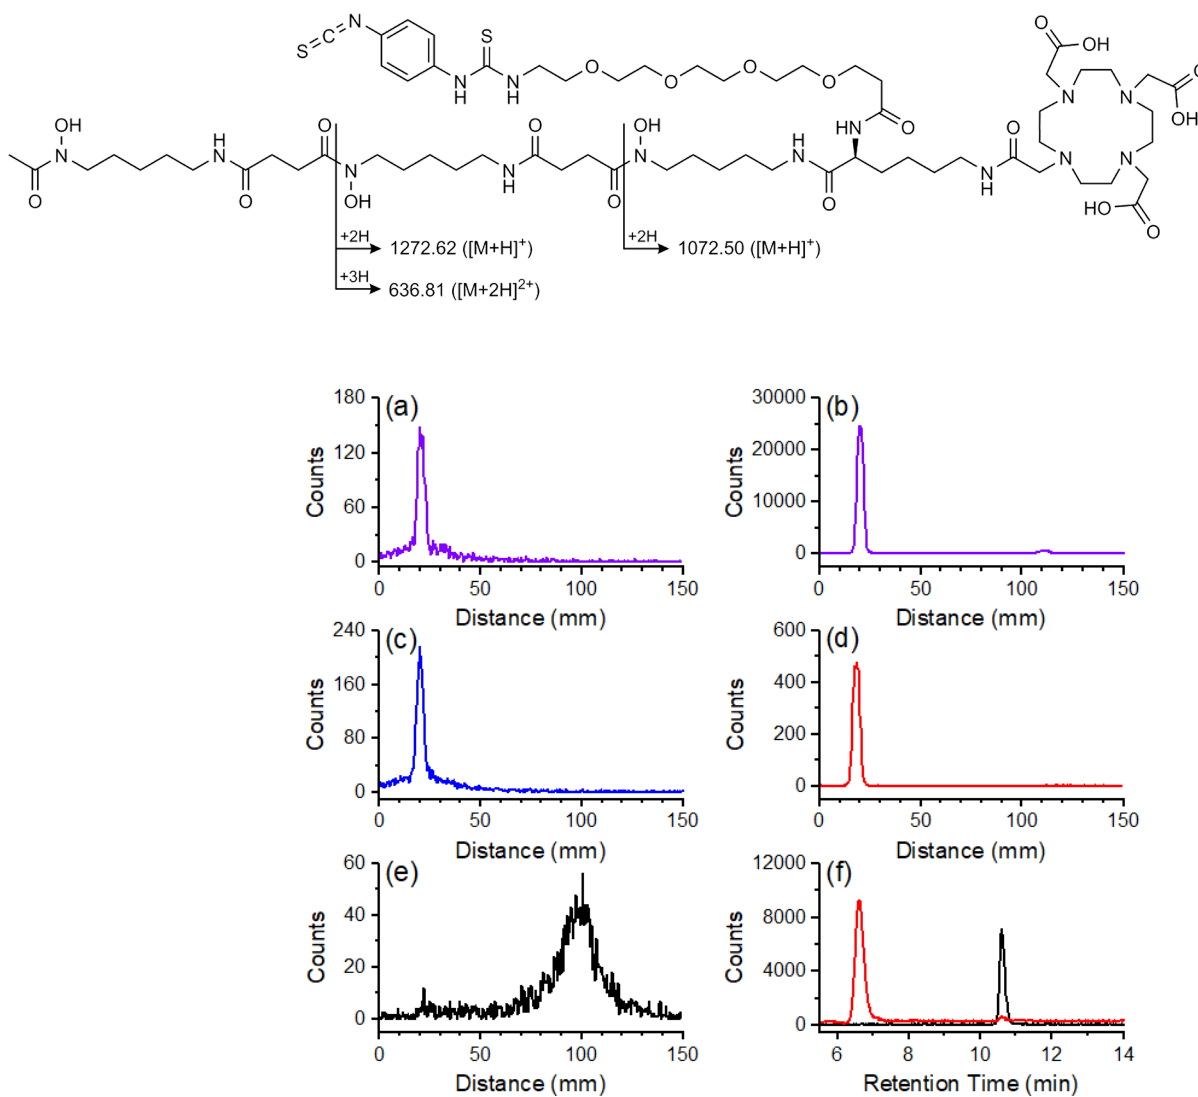 S C N
S
N H
N H
O O O O
O OH
O OH
O OH
N N N N
HO O
OH
N
O
H N
O
O
N OH
O N H
O
O
OH N
H N
O
HN O
N H
O
+2H 1272.62 ([M+H]+)
+3H 636.81 ([M+2H]2+)
+2H 1072.50 ([M+H]+)
(a)
180
120
60
0
Counts
0 50 100 150
Distance (mm)
(b)
30000
20000
10000
0
Counts
0 50 100 150
Distance (mm)
(c)
240
160
80
0
Counts
0 50 100 150
Distance (mm)
(d)
600
400
200
0
Counts
0 50 100 150
Distance (mm)
(e)
60
40
20
0
Counts
0 50 100 150
Distance (mm)
(f)
12000
8000
4000
0
Counts
6 8 10 12 14
Retention Time (min)